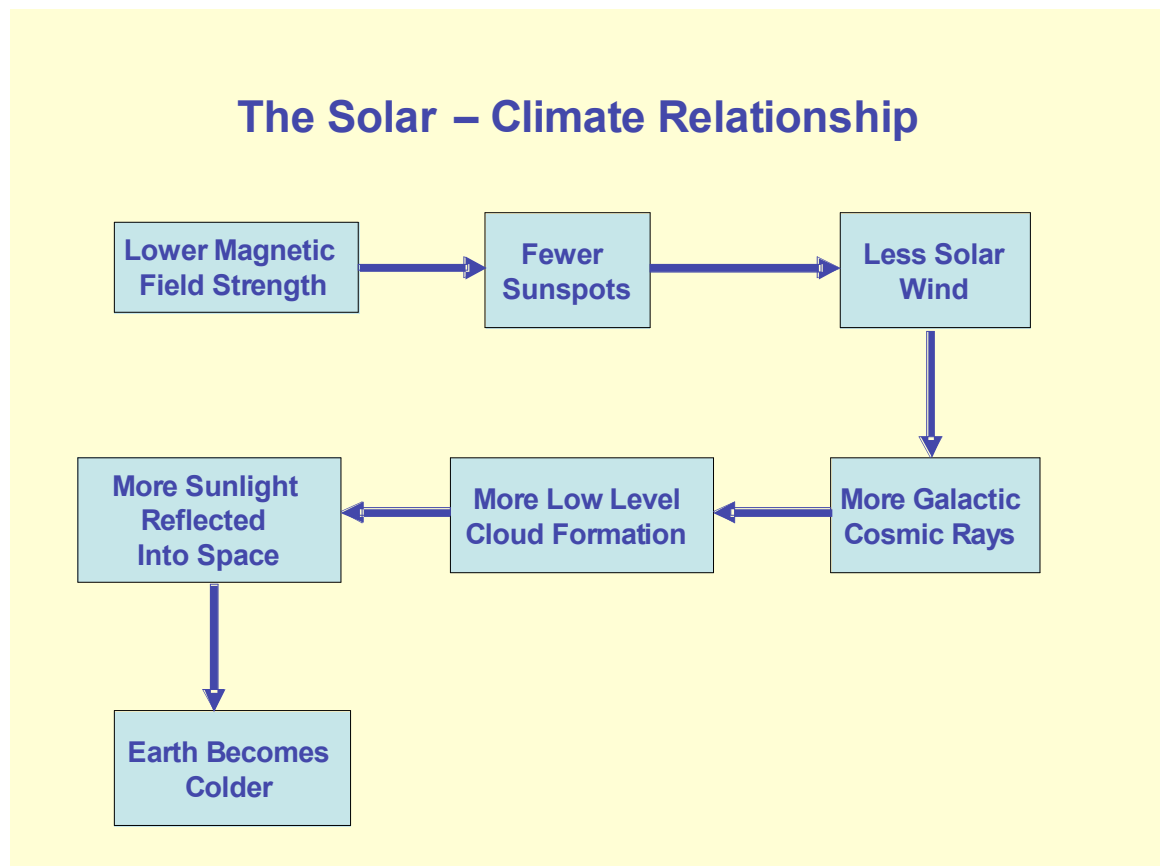 The Solar – Climate Relationship
Lower Magnetic
Field Strength
Fewer
Sunspots
Less Solar
Wind
More Galactic
Cosmic Rays
More Low Level
Cloud Formation
More Sunlight
Reflected
Into Space
Earth Becomes
Colder